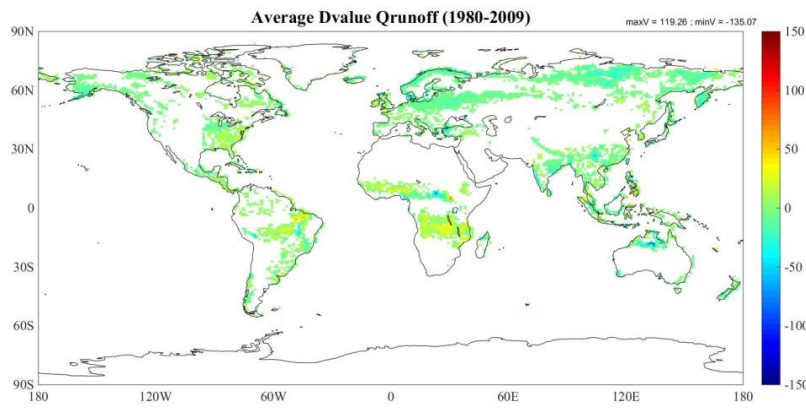 Average Dvalue Qrunoff (1980-2009)
maxV = 119.26 ; minV = -135.07
90N
60N
30N
0
30S
60S
90S
180
120W
60W
0
60E
120E
180
150
100
50
0
-50
-100
-150